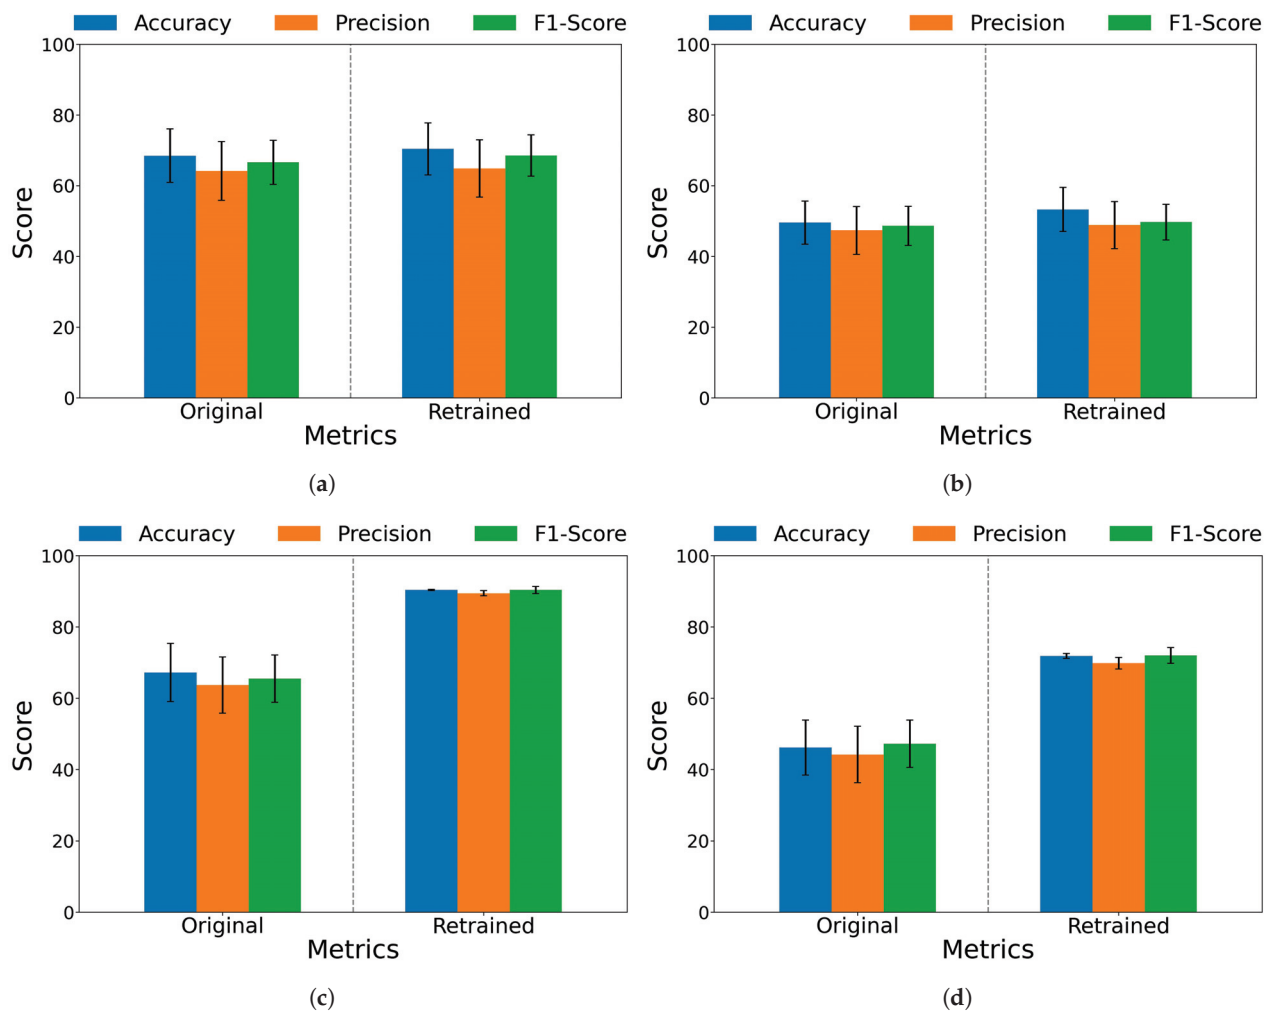 Accuracy Precision F1-Score
100
80
60
40
20
0
Score
Original Retrained
Metrics
(a)
Accuracy Precision F1-Score
100
80
60
40
20
0
Score
Original Retrained
Metrics
(b)
Accuracy Precision F1-Score
100
80
60
40
20
0
Score
Original Retrained
Metrics
(c)
Accuracy Precision F1-Score
100
80
60
40
20
0
Score
Original Retrained
Metrics
(d)